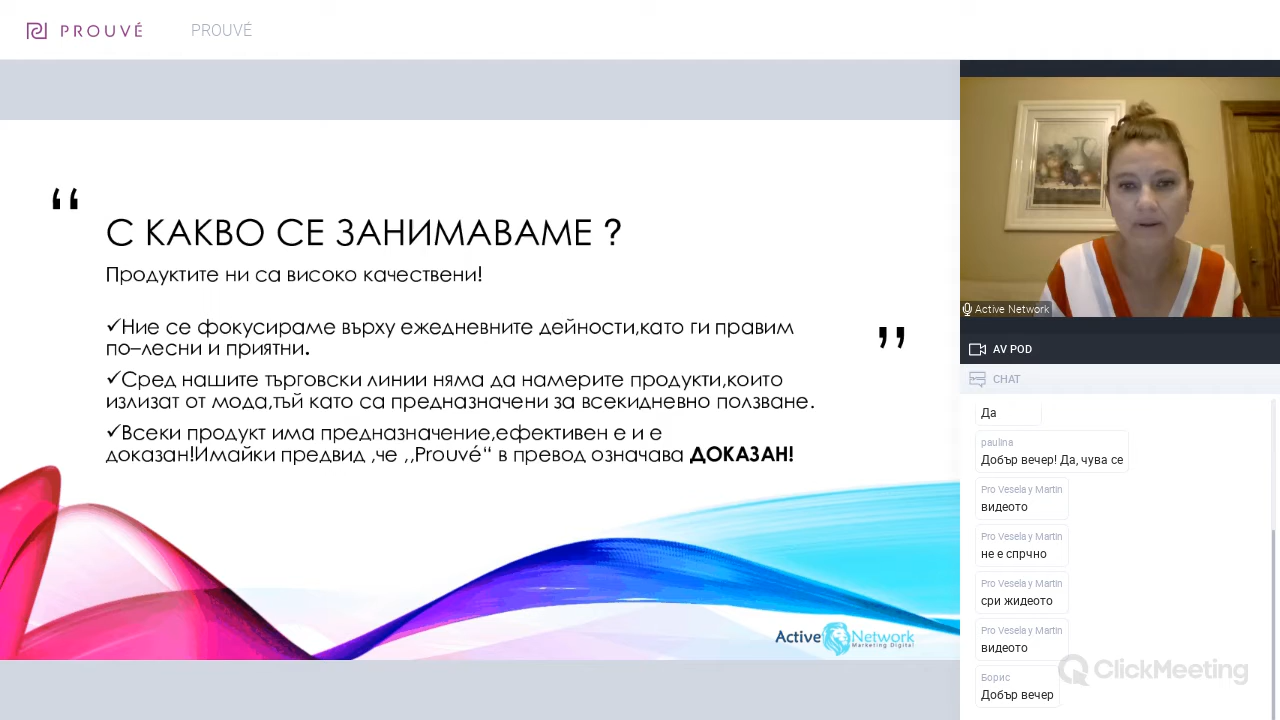 PROUVÉ
PROUVÉ
“
С КАКВО СЕ ЗАНИМАВАМЕ ?
Продуктите ни са високо качествени!
✓Ние се фокусираме върху ежедневните дейности,като ги правим
по–лесни и приятни.
✓Сред нашите търговски линии няма да намерите продукти,които
излизат от мода,тъй като са предназначени за всекидневно ползване.
✓Всеки продукт има предназначение,ефективен е и е
доказан!Имайки предвид ,че ,,Prouvé“ в превод означава ДОКАЗАН!
”
Active Network
Marketing Digital
Active Network
AV POD
CHAT
Да
paulina
Добър вечер! Да, чува се
Pro Vesela y Martin
видеото
Pro Vesela y Martin
не е спрчно
Pro Vesela y Martin
сри жидеото
Pro Vesela y Martin
видеото
Борис
Добър вечер
ClickMeeting